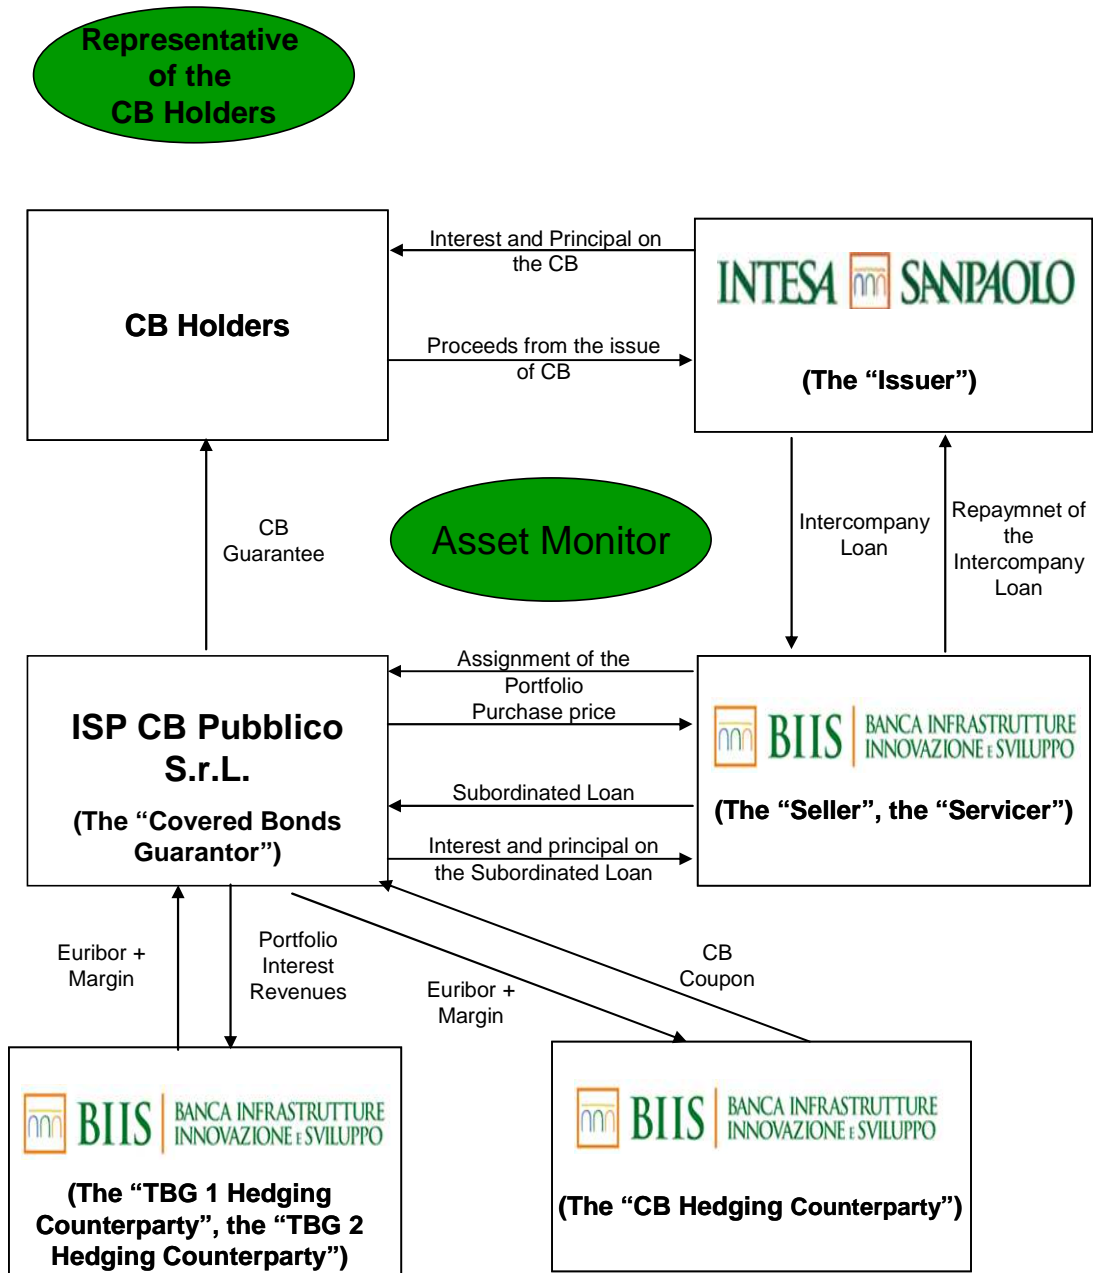 Representative
of the
CB Holders
CB Holders
Interest and Principal on
the CB
Proceeds from the issue
of CB
INTESA SANPAOLO
(The “Issuer”)
CB
Guarantee
Asset Monitor
Intercompany
Loan
Repaymnet of
the
Intercompany
Loan
ISP CB Pubblico
S.r.L.
(The “Covered Bonds
Guarantor”)
Assignment of the
Portfolio
Purchase price
Subordinated Loan
Interest and principal on
the Subordinated Loan
BIIS BANCA INFRASTRUTTURE
INNOVAZIONE E SVILUPPO
(The “Seller”, the “Servicer”)
Euribor +
Margin
Portfolio
Interest
Revenues
Euribor +
Margin
CB
Coupon
BIIS BANCA INFRASTRUTTURE
INNOVAZIONE E SVILUPPO
(The “TBG 1 Hedging
Counterparty”, the “TBG 2
Hedging Counterparty”)
BIIS BANCA INFRASTRUTTURE
INNOVAZIONE E SVILUPPO
(The “CB Hedging Counterparty”)